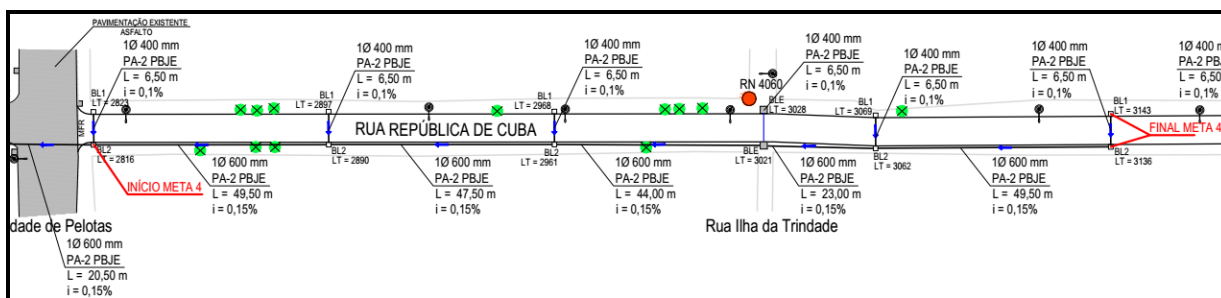 PAVIMENTAÇÃO EXISTENTE
ASFALTO
1Ø 400 mm
PA-2 PBJE
L = 6,50 m
i = 0,1%
1Ø 400 mm
PA-2 PBJE
L = 6,50 m
i = 0,1%
1Ø 400 mm
PA-2 PBJE
L = 6,50 m
i = 0,1%
1Ø 400 mm
PA-2 PBJE
L = 6,50 m
i = 0,1%
1Ø 400 mm
PA-2 PBJE
L = 6,50 m
i = 0,1%
1Ø 400 mm
PA-2 PBJE
L = 6,50 m
i = 0,1%
1Ø 400 m
PA-2 PBJ
L = 6,50
i = 0,1%
RN 4060
BL1
LT = 2823
BL1
LT = 2897
BL1
LT = 2968
BLE
LT = 3028
BL1
LT = 3069
BL1
LT = 3143
MFR
RUA REPÚBLICA DE CUBA
FINAL META 4
BL2
LT = 2816
BL2
LT = 2890
BL2
LT = 2961
BLE
LT = 3021
BL2
LT = 3062
BL2
LT = 3136
INÍCIO META 4
1Ø 600 mm
PA-2 PBJE
L = 49,50 m
i = 0,15%
1Ø 600 mm
PA-2 PBJE
L = 47,50 m
i = 0,15%
1Ø 600 mm
PA-2 PBJE
L = 44,00 m
i = 0,15%
1Ø 600 mm
PA-2 PBJE
L = 23,00 m
i = 0,15%
1Ø 600 mm
PA-2 PBJE
L = 49,50 m
i = 0,15%
dade de Pelotas
Rua Ilha da Trindade
1Ø 600 mm
PA-2 PBJE
L = 20,50 m
i = 0,15%